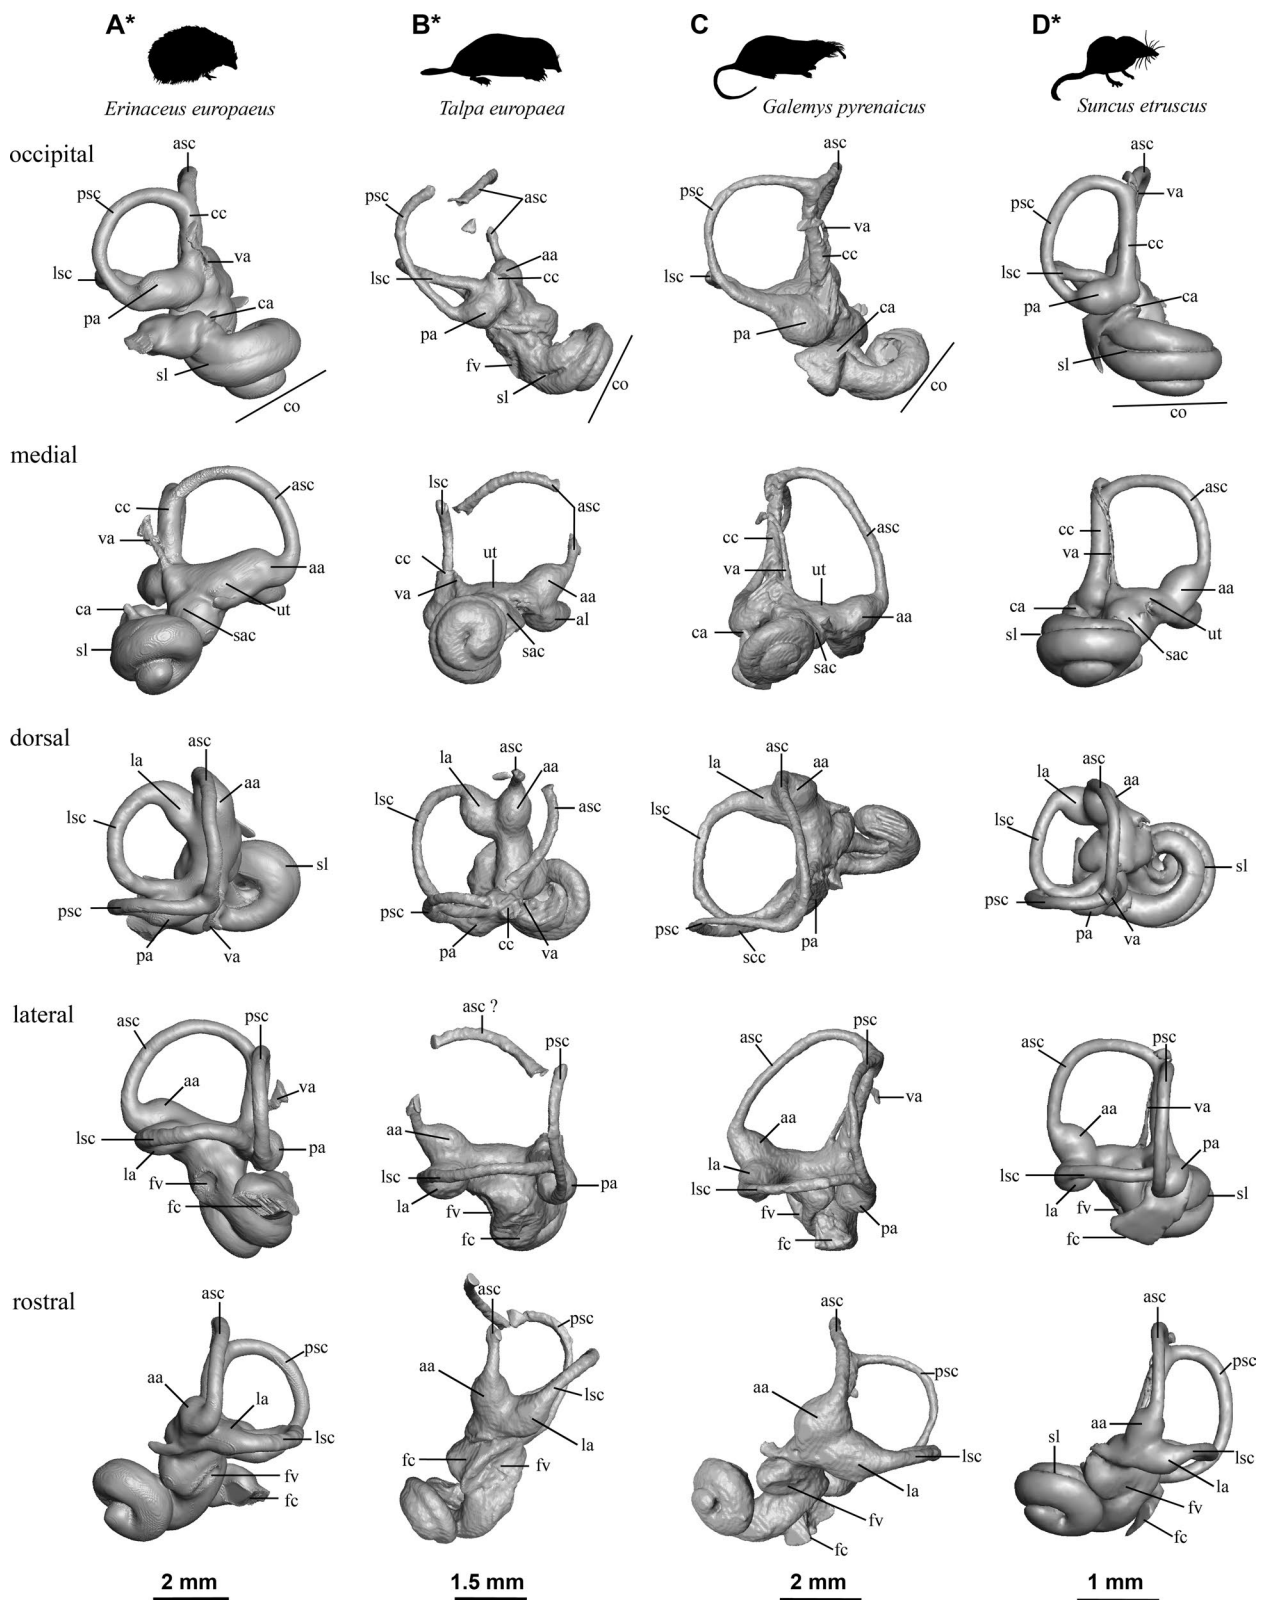 A* B* C D*
Erinaceus europaeus Talpa europaea Galemys pyrenaicus Suncus etruscus
occipital
asc psc cc va lsc ca pa sl co
psc asc aa lsc cc pa fv sl co
asc psc va cc lsc ca pa co
asc va psc cc lsc ca pa sl co
medial
asc cc va aa ca ut sac sl
lsc asc cc ut va aa al sac
asc cc va ut ca aa sac
asc cc va ca aa sl ut sac
dorsal
asc la aa lsc sl psc pa va
asc la aa lsc asc psc pa cc va
asc la aa lsc psc pa scc
asc la aa lsc sl psc pa va
lateral
psc asc aa va lsc pa la fv fc
asc ? psc aa lsc pa la fv fc
psc asc va aa la lsc fv pa fc
psc asc va aa pa lsc sl la fv fc
rostral
asc psc aa la lsc fv fc
asc psc aa lsc la fc fv
asc psc aa lsc la fv fc
asc psc aa sl lsc la fv fc
2 mm 1.5 mm 2 mm 1 mm